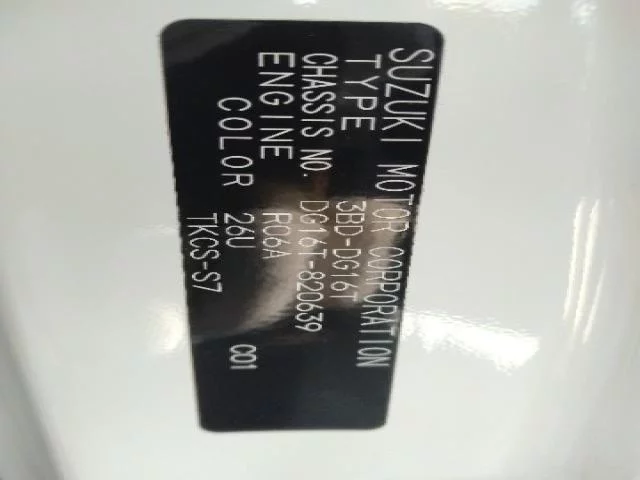 SUZUKI MOTOR CORPORATION
TYPE 3BD-DG16T
CHASSIS NO. DG16T-820639
ENGINE R06A
COLOR 26U C01
TKCS-S7